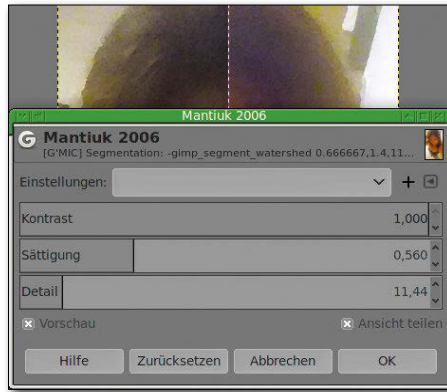 Mantiuk 2006
Mantiuk 2006
[G'MIC] Segmentation: -gimp_segment_watershed 0.666667,1.4,11...
Einstellungen:
Kontrast 1,000
Sättigung 0,560
Detail 11,44
Vorschau Ansicht teilen
Hilfe Zurücksetzen Abbrechen OK